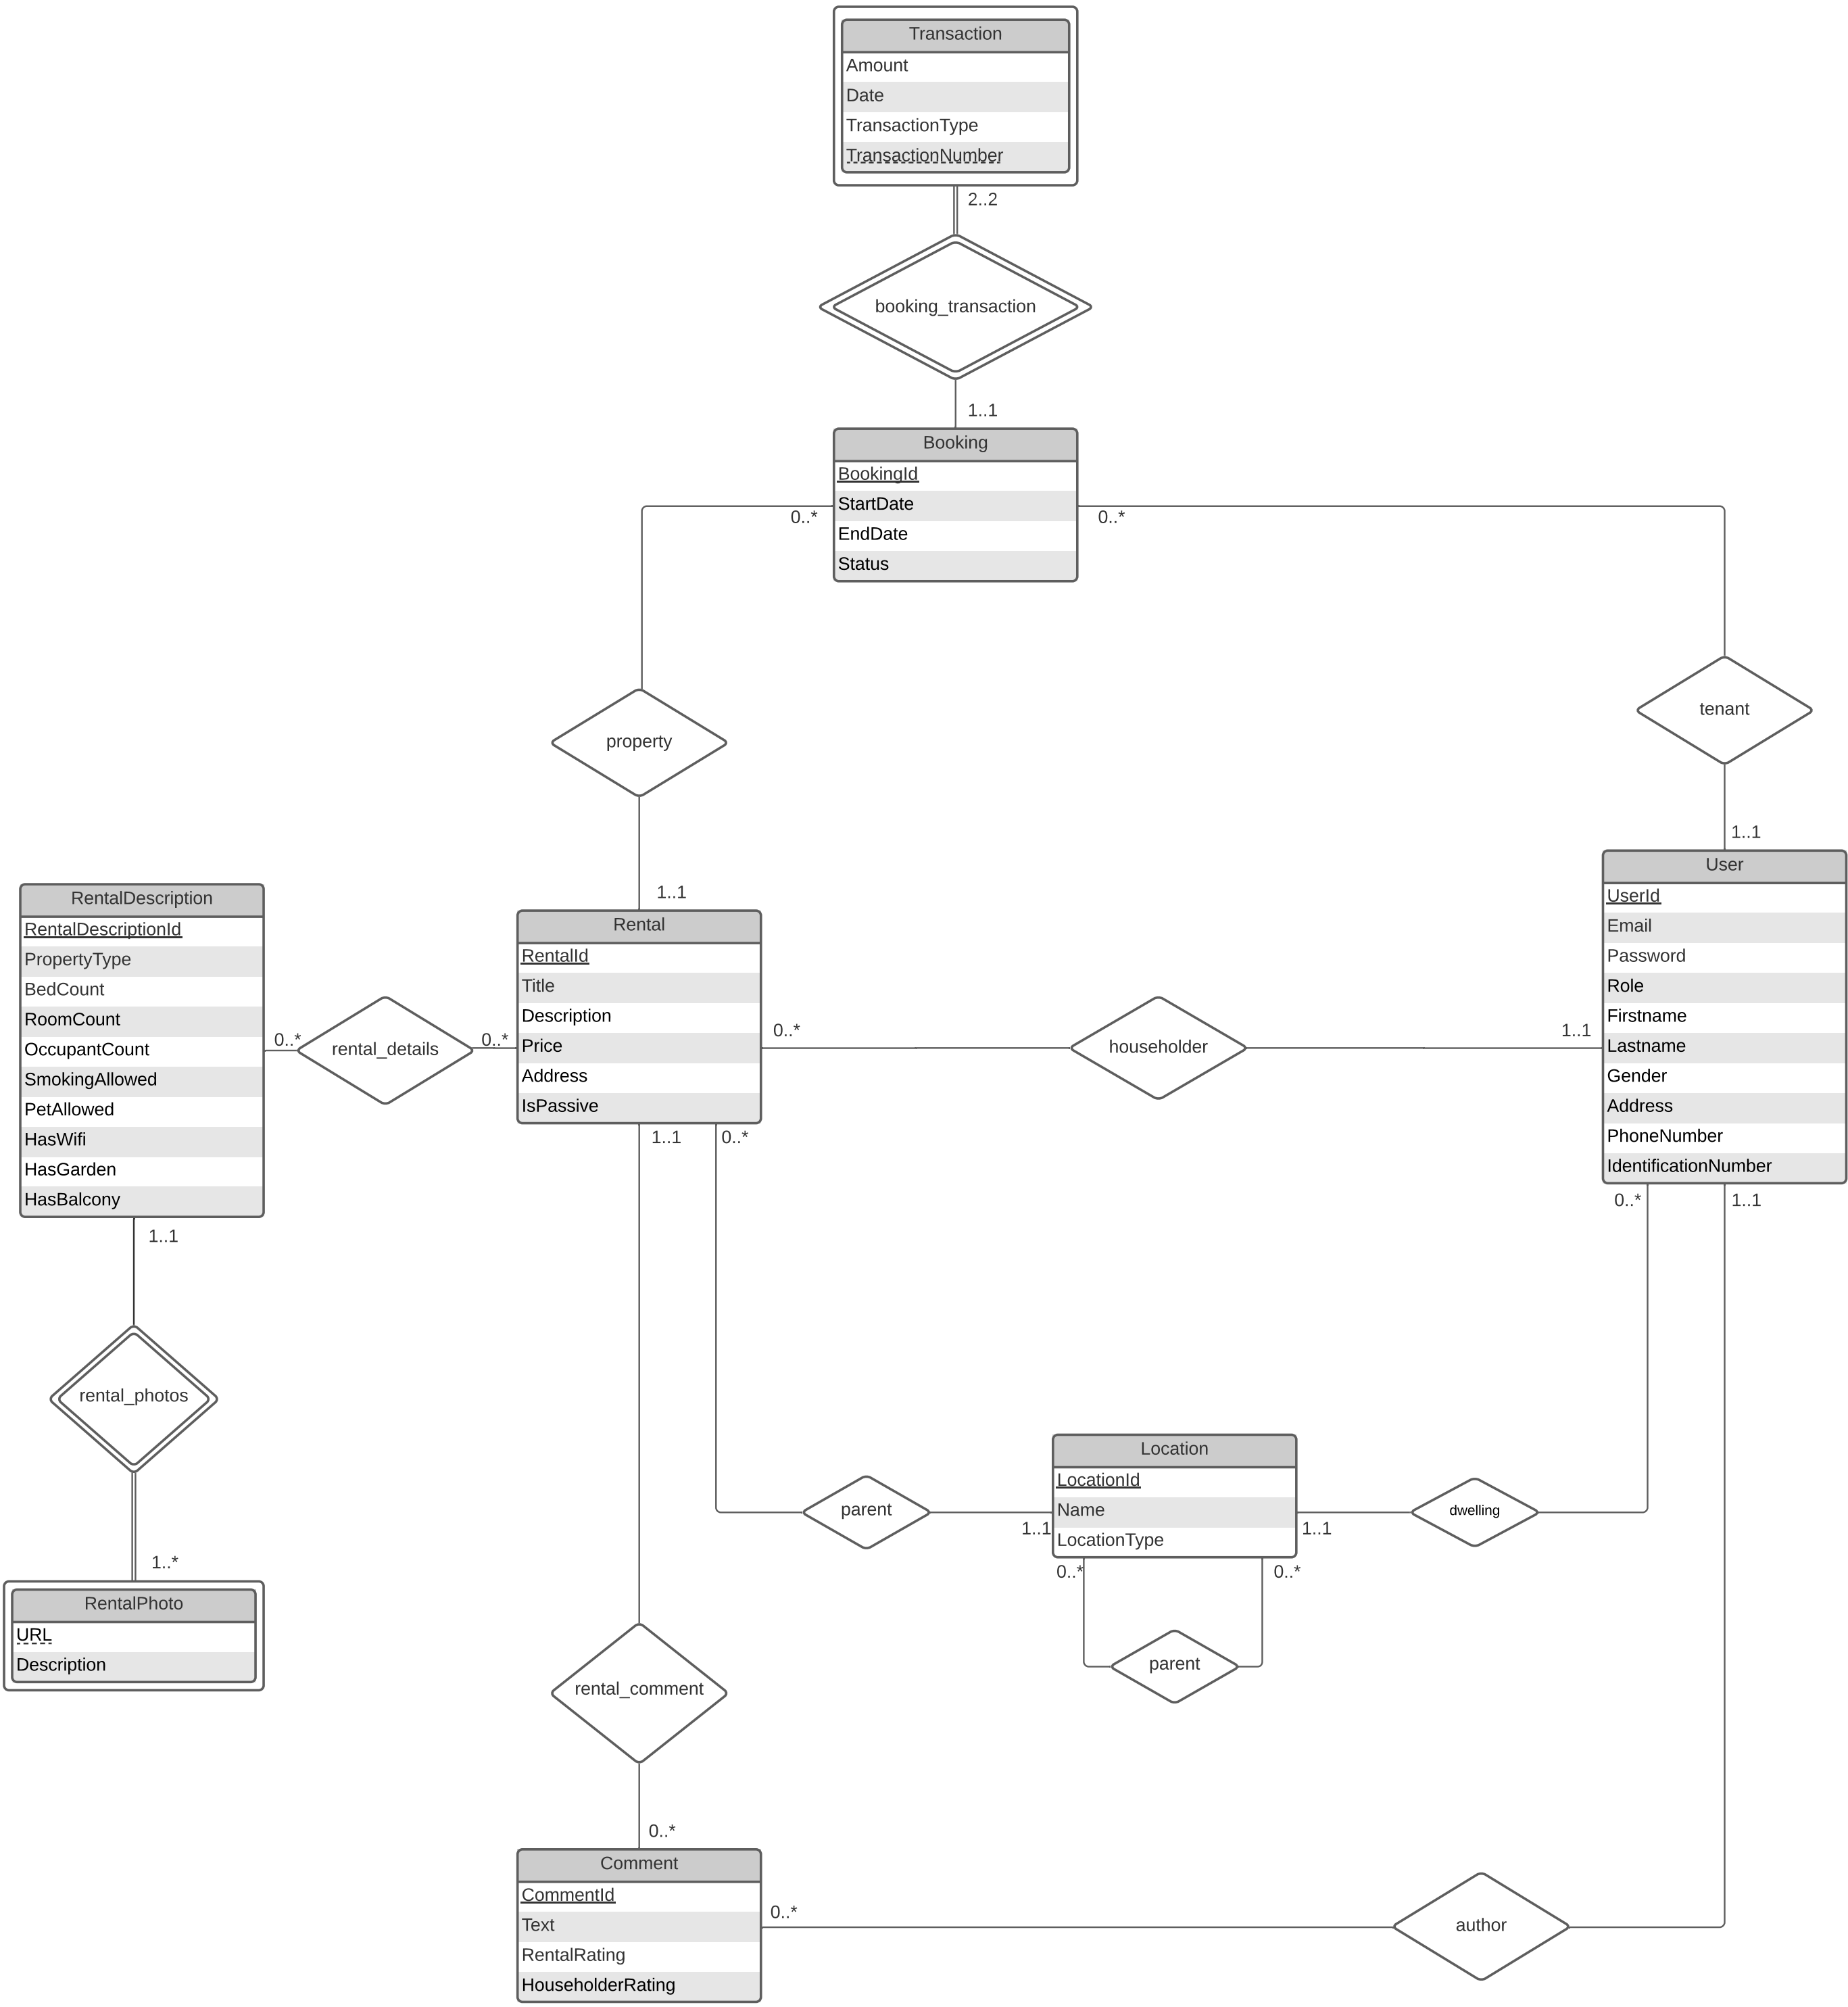 Transaction
Amount
Date
TransactionType
TransactionNumber
2..2
booking_transaction
1..1
Booking
BookingId
StartDate
EndDate
Status
0..*
0..*
property
tenant
1..1
1..1
RentalDescription
RentalDescriptionId
PropertyType
BedCount
RoomCount
OccupantCount
SmokingAllowed
PetAllowed
HasWifi
HasGarden
HasBalcony
0..*
rental_details
0..*
Rental
RentalId
Title
Description
Price
Address
IsPassive
0..*
householder
1..1
User
UserId
Email
Password
Role
Firstname
Lastname
Gender
Address
PhoneNumber
IdentificationNumber
1..1
1..1
0..*
0..*
1..1
rental_photos
1..*
RentalPhoto
URL
Description
parent
1..1
Location
LocationId
Name
LocationType
1..1
dwelling
0..*
0..*
parent
rental_comment
0..*
Comment
CommentId
Text
RentalRating
HouseholderRating
0..*
author